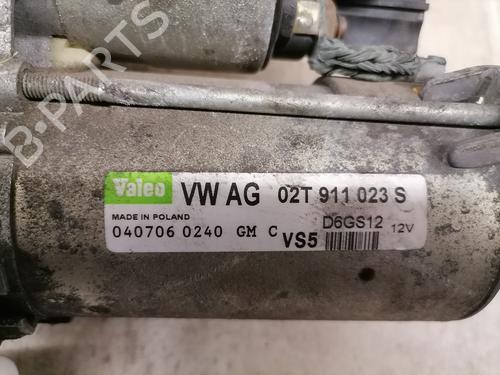 B-PARTS
Valeo VW AG 02T 911 023 S
MADE IN POLAND D6GS12 12V
040706 0240 GM C VS5